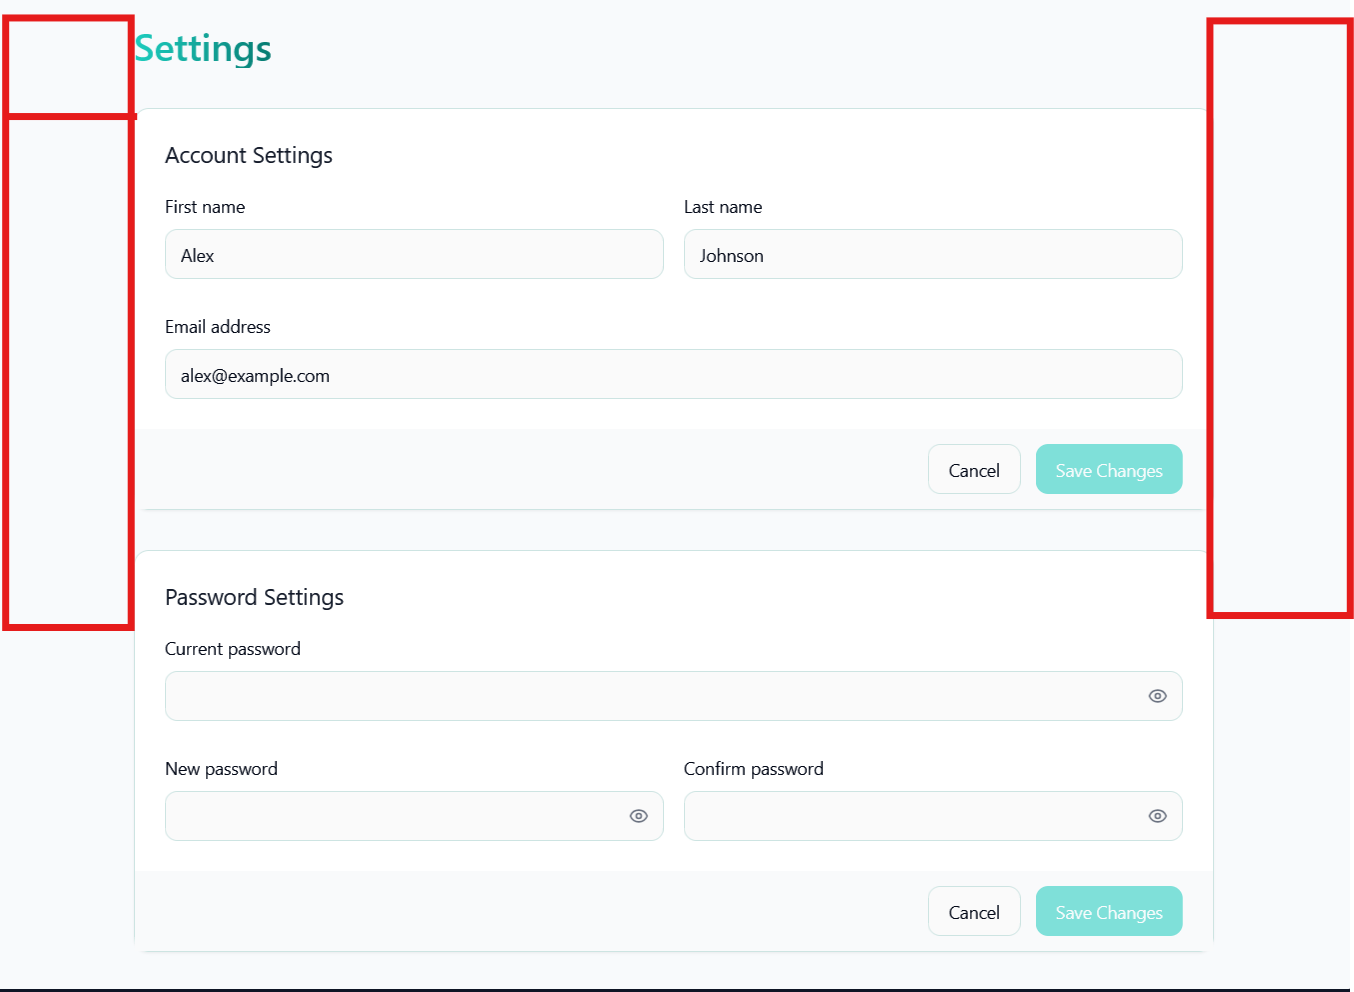 Settings
Account Settings
First name
Last name
Alex
Johnson
Email address
alex@example.com
Cancel
Save Changes
Password Settings
Current password
New password
Confirm password
Cancel
Save Changes